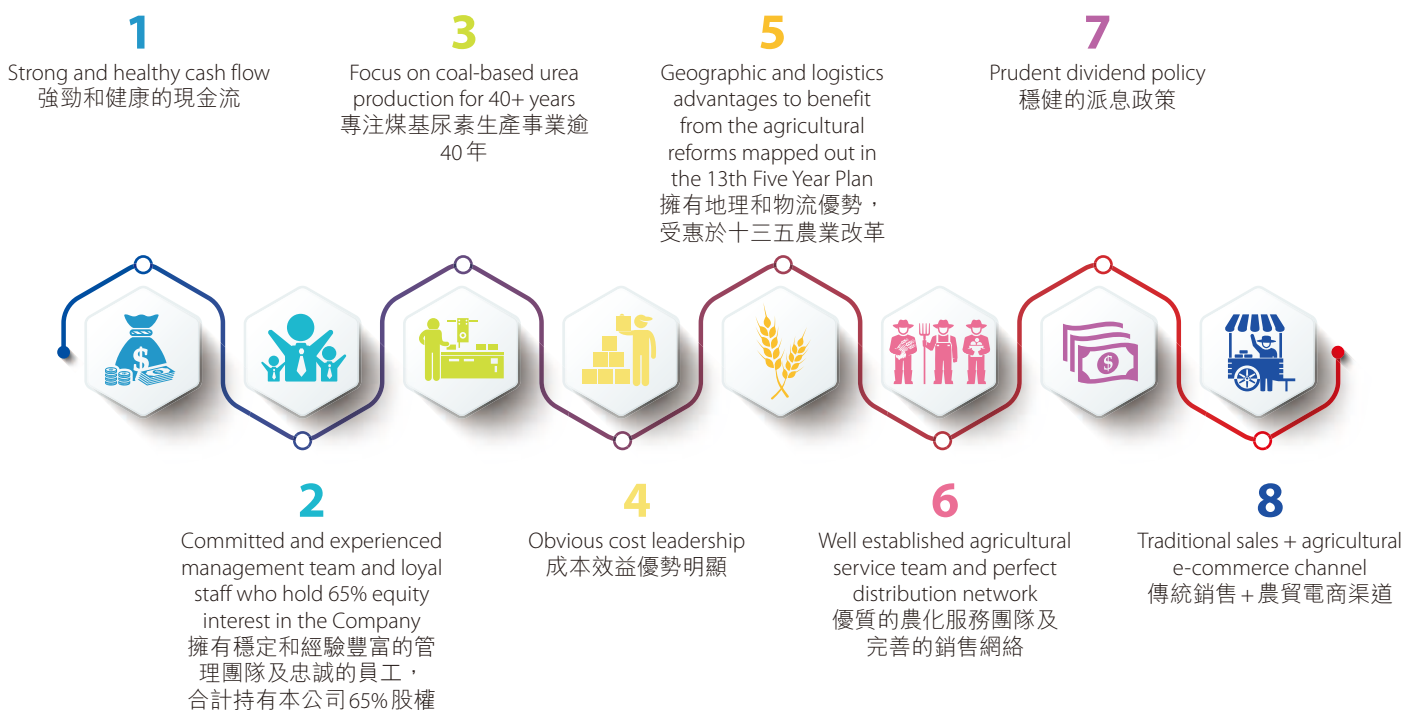 1
Strong and healthy cash flow
強勁和健康的現金流
3
Focus on coal-based urea
production for 40+ years
專注煤基尿素生產事業逾
40年
5
Geographic and logistics
advantages to benefit
from the agricultural
reforms mapped out in
the 13th Five Year Plan
擁有地理和物流優勢，
受惠於十三五農業改革
7
Prudent dividend policy
穩健的派息政策
$
$
2
Committed and experienced
management team and loyal
staff who hold 65% equity
interest in the Company
擁有穩定和經驗豐富的管
理團隊及忠誠的員工，
合計持有本公司65%股權
4
Obvious cost leadership
成本效益優勢明顯
6
Well established agricultural
service team and perfect
distribution network
優質的農化服務團隊及
完善的銷售網絡
8
Traditional sales + agricultural
e-commerce channel
傳統銷售+農貿電商渠道